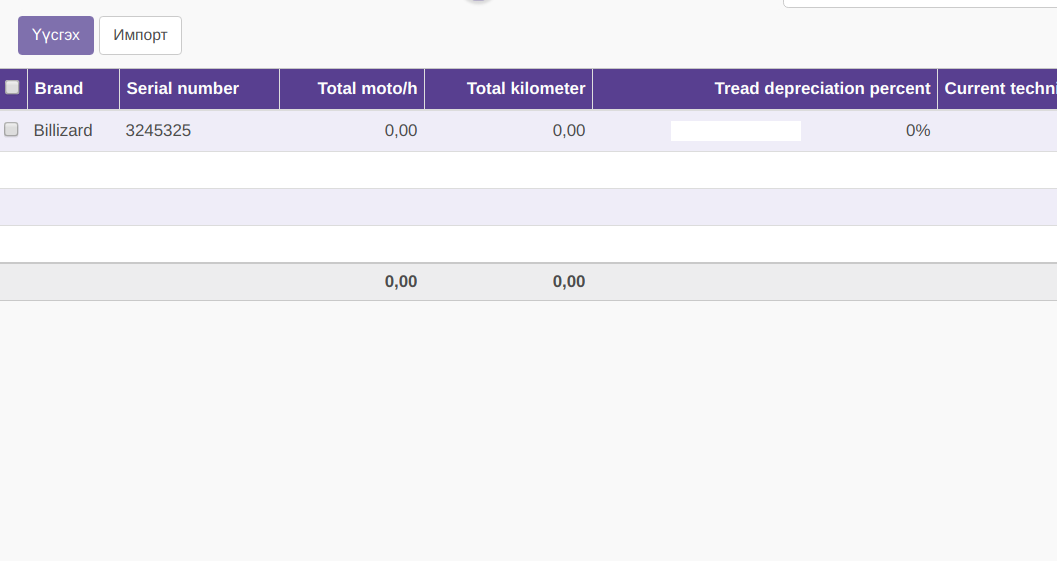 Үүсгэх Импорт
Brand Serial number Total moto/h Total kilometer Tread depreciation percent Current techni
Billizard 3245325 0,00 0,00 0%
0,00 0,00